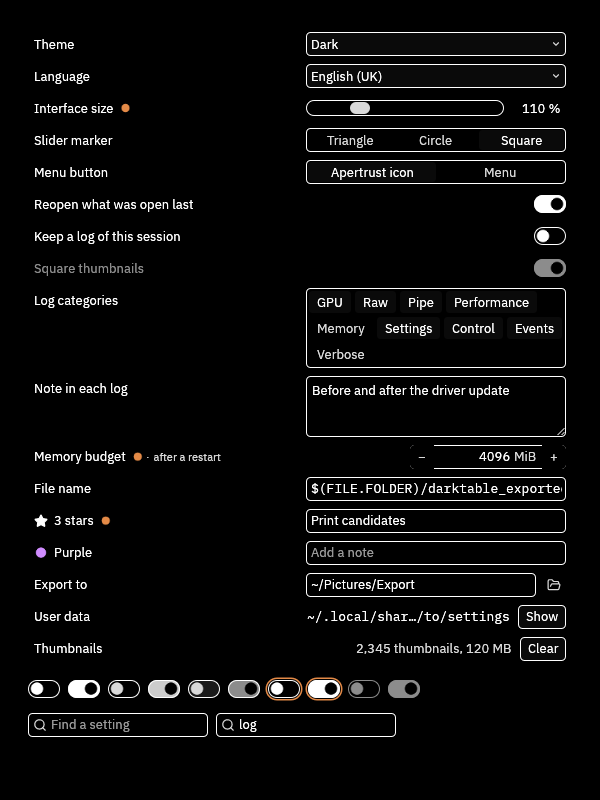 Theme Dark
Language English (UK)
Interface size 110 %
Slider marker Triangle Circle Square
Menu button Apertrust icon Menu
Reopen what was open last
Keep a log of this session
Square thumbnails
Log categories GPU Raw Pipe Performance
Memory Settings Control Events
Verbose
Note in each log Before and after the driver update
Memory budget · after a restart − 4096 MiB +
File name $(FILE.FOLDER)/darktable_exported
3 stars Print candidates
Purple Add a note
Export to ~/Pictures/Export
User data ~/.local/shar…/to/settings Show
Thumbnails 2,345 thumbnails, 120 MB Clear
Find a setting log